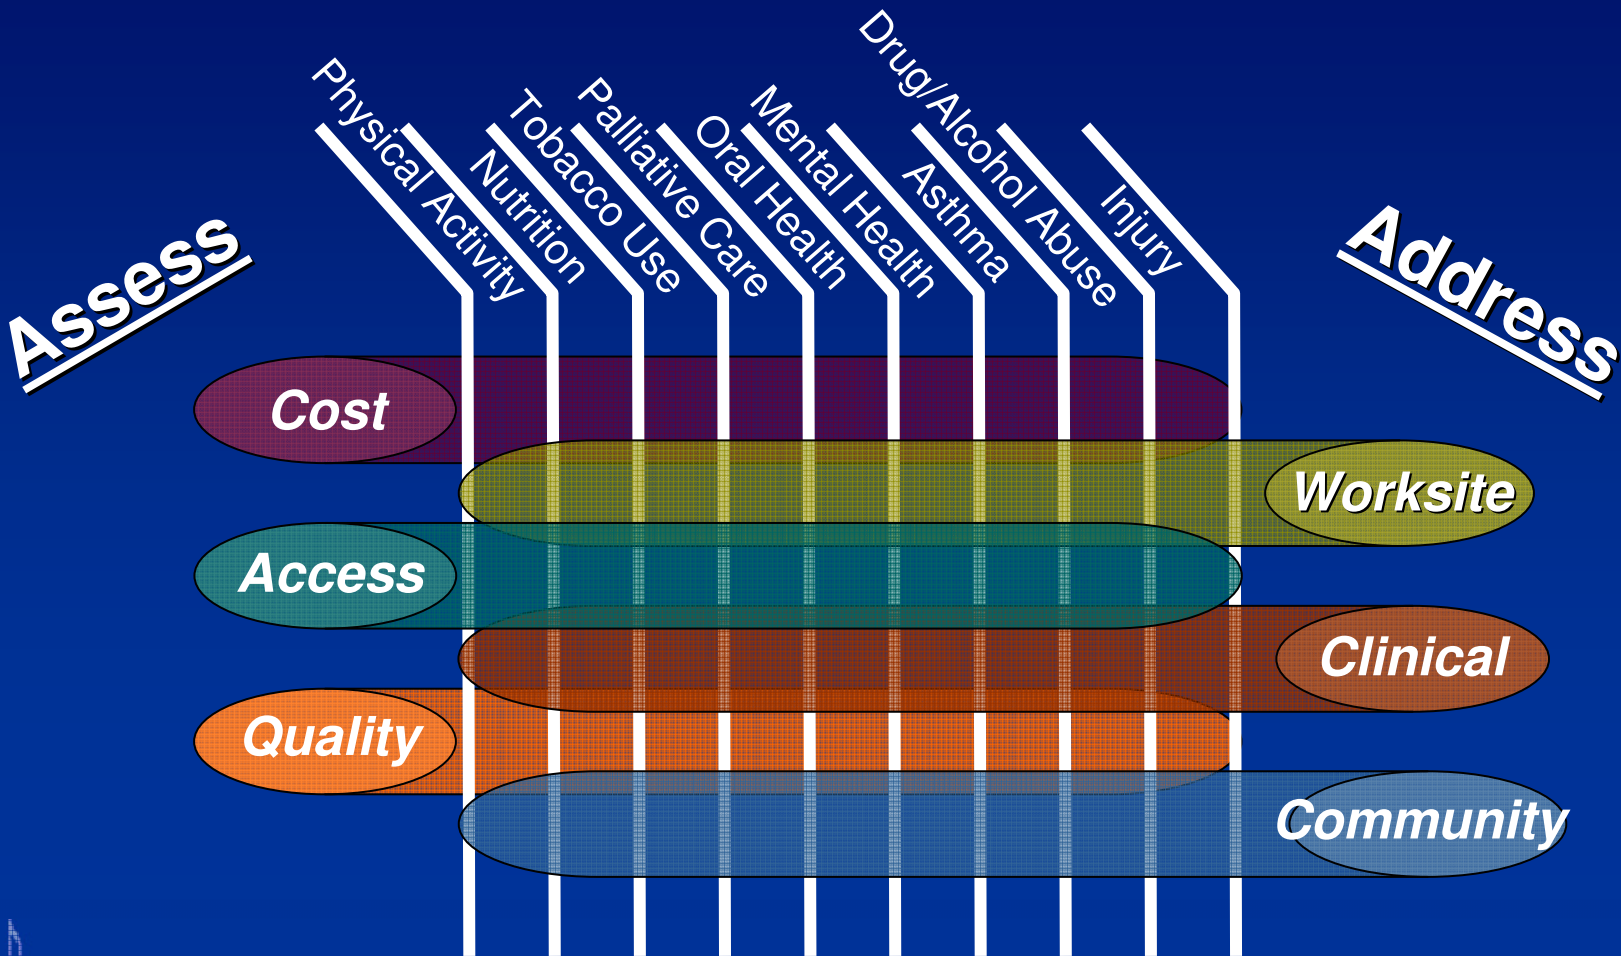 Physical Activity
Nutrition
Tobacco Use
Palliative Care
Oral Health
Mental Health
Asthma
Drug/Alcohol Abuse
Injury
Assess
Address
Cost
Worksite
Access
Clinical
Quality
Community